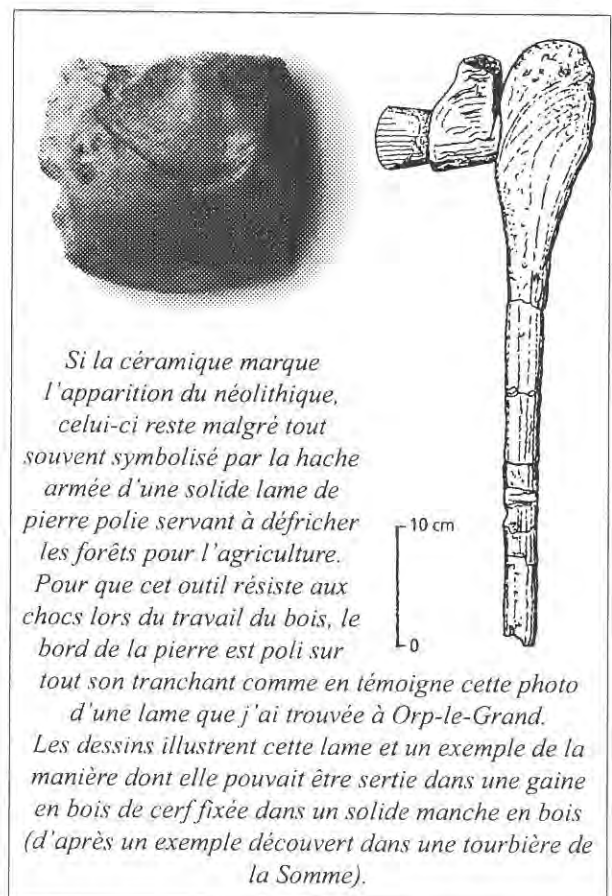 Si la céramique marque
l'apparition du néolithique,
celui-ci reste malgré tout
souvent symbolisé par la hache
armée d'une solide lame de
pierre polie servant à défricher
les forêts pour l'agriculture.
Pour que cet outil résiste aux
chocs lors du travail du bois, le
bord de la pierre est poli sur
tout son tranchant comme en témoigne cette photo
d'une lame que j'ai trouvée à Orp-le-Grand.
Les dessins illustrent cette lame et un exemple de la
manière dont elle pouvait être sertie dans une gaine
en bois de cerf fixée dans un solide manche en bois
(d'après un exemple découvert dans une tourbière de
la Somme).
10 cm
0